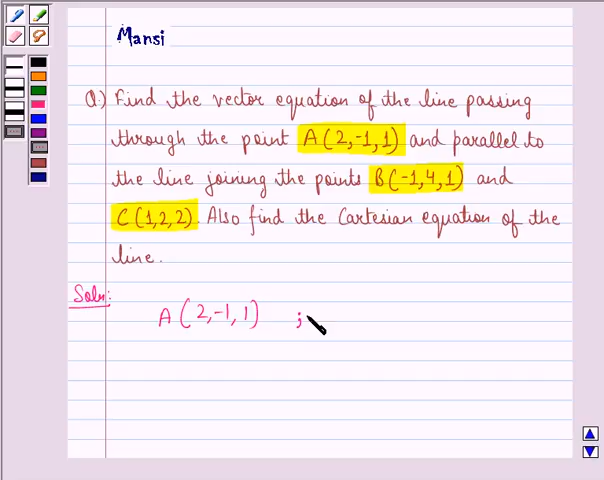 Mansi
Q.) Find the vector equation of the line passing
through the point A(2,-1,1) and parallel to
the line joining the points B(-1,4,1) and
C(1,2,2). Also find the Cartesian equation of the
line.
Soln:
A(2,-1,1) ;